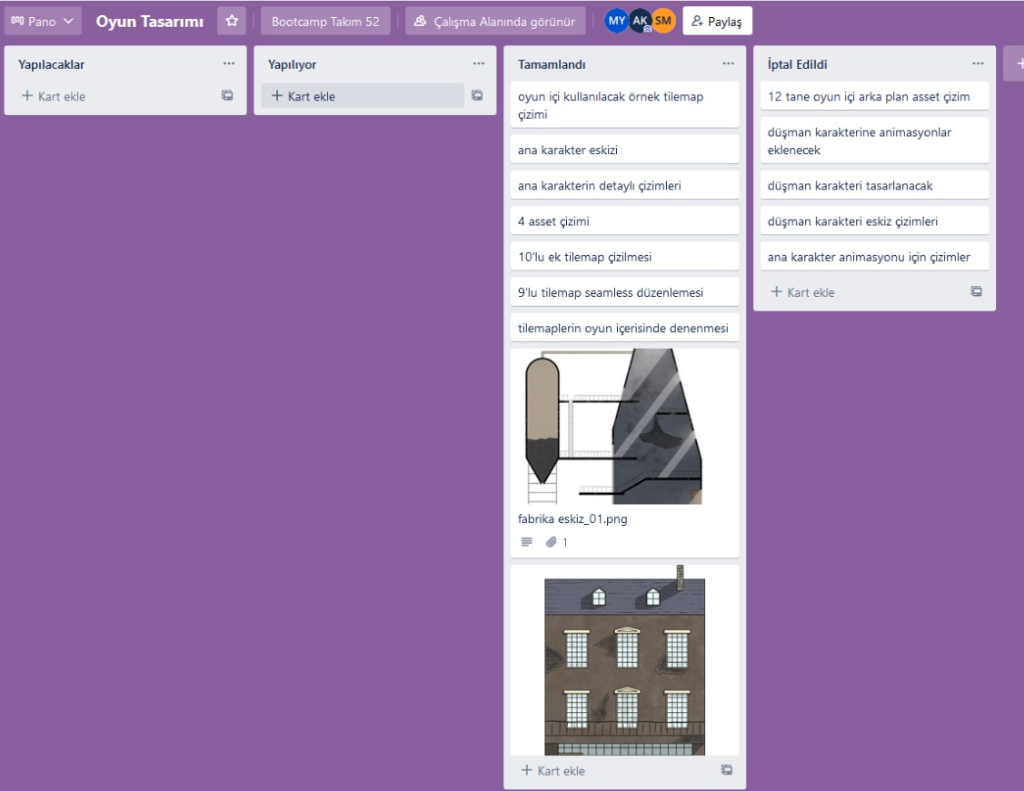 Pano
Oyun Tasarımı
Bootcamp Takım 52
Çalışma Alanında görünür
MY
AK
SM
Paylaş
Yapılacaklar
+ Kart ekle
Yapılıyor
+ Kart ekle
Tamamlandı
oyun içi kullanılacak örnek tilemap
çizimi
ana karakter eskizi
ana karakterin detaylı çizimleri
4 asset çizimi
10'lu ek tilemap çizilmesi
9'lu tilemap seamless düzenlemesi
tilemaplerin oyun içerisinde denenmesi
fabrika eskiz_01.png
1
+ Kart ekle
İptal Edildi
12 tane oyun içi arka plan asset çizim
düşman karakterine animasyonlar
eklenecek
düşman karakteri tasarlanacak
düşman karakteri eskiz çizimleri
ana karakter animasyonu için çizimler
+ Kart ekle